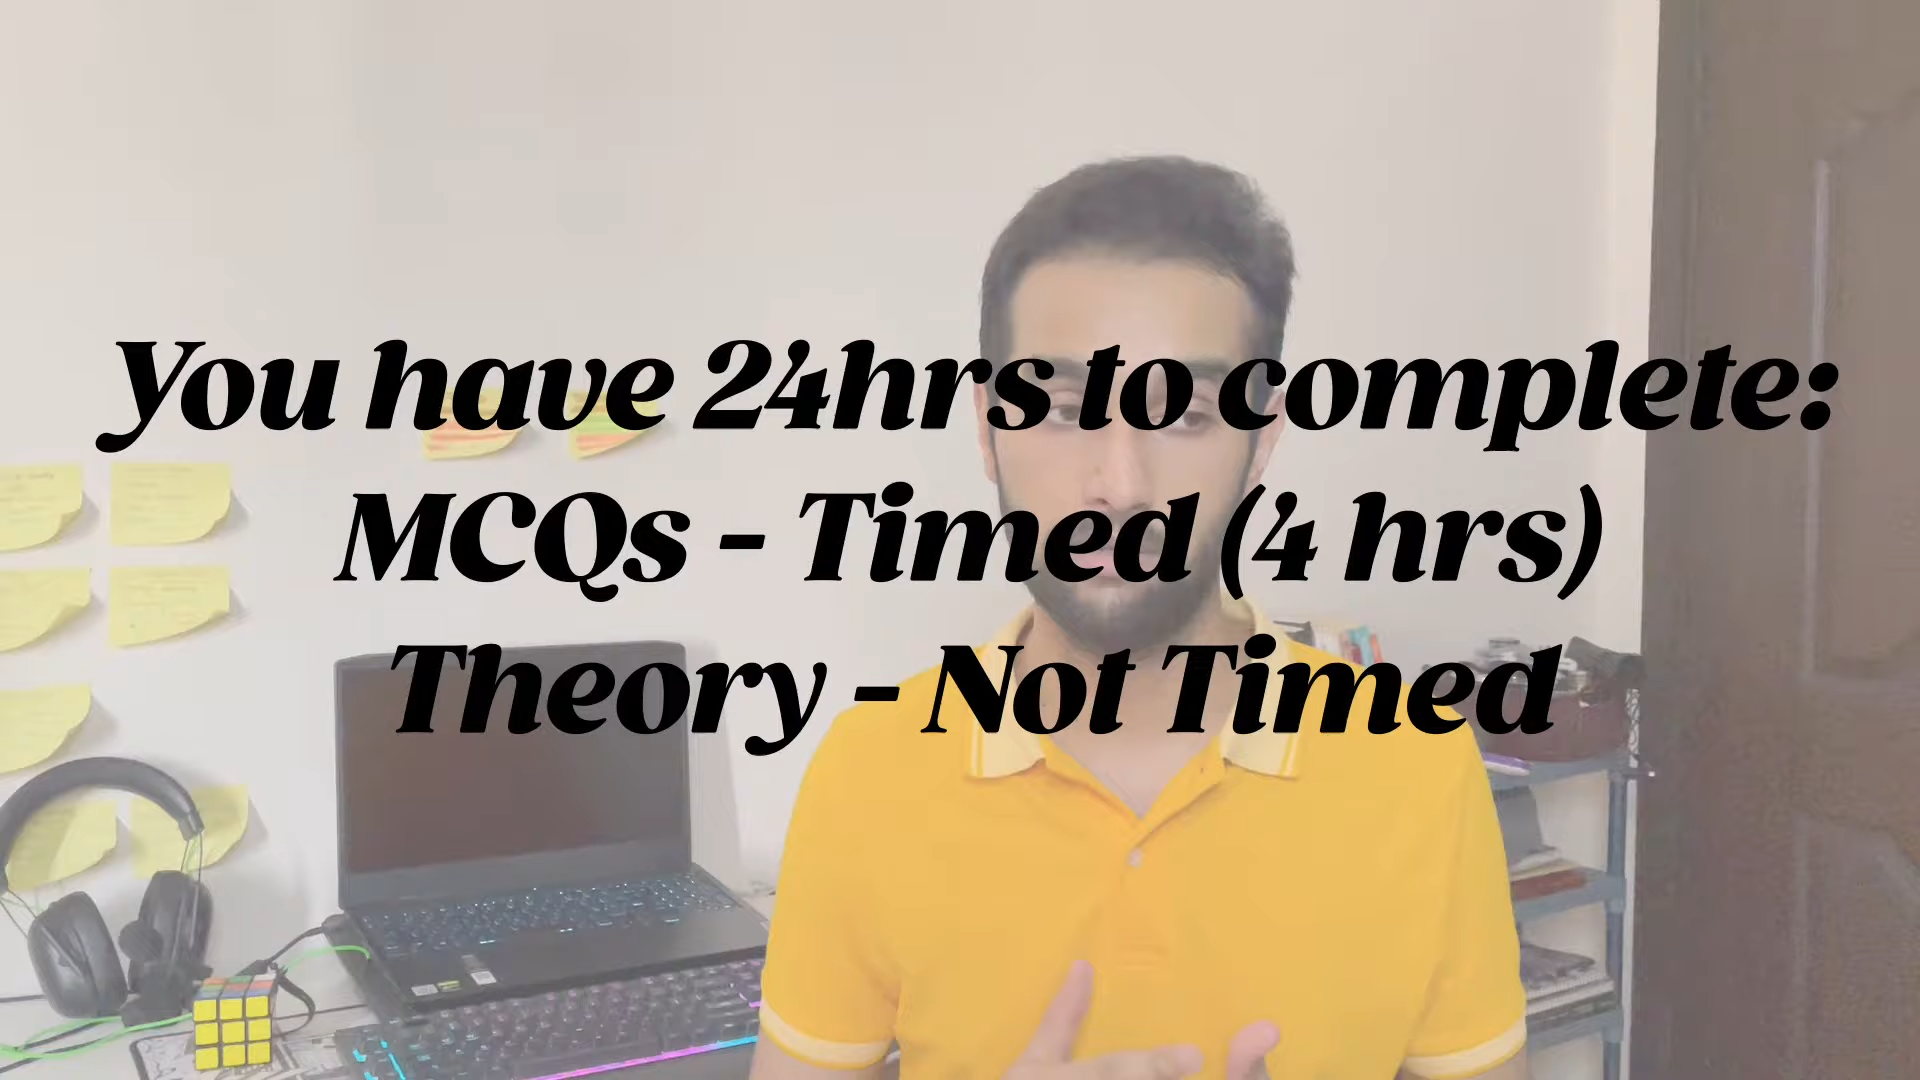 You have 24hrs to complete:
MCQs - Timed (4 hrs)
Theory - Not Timed